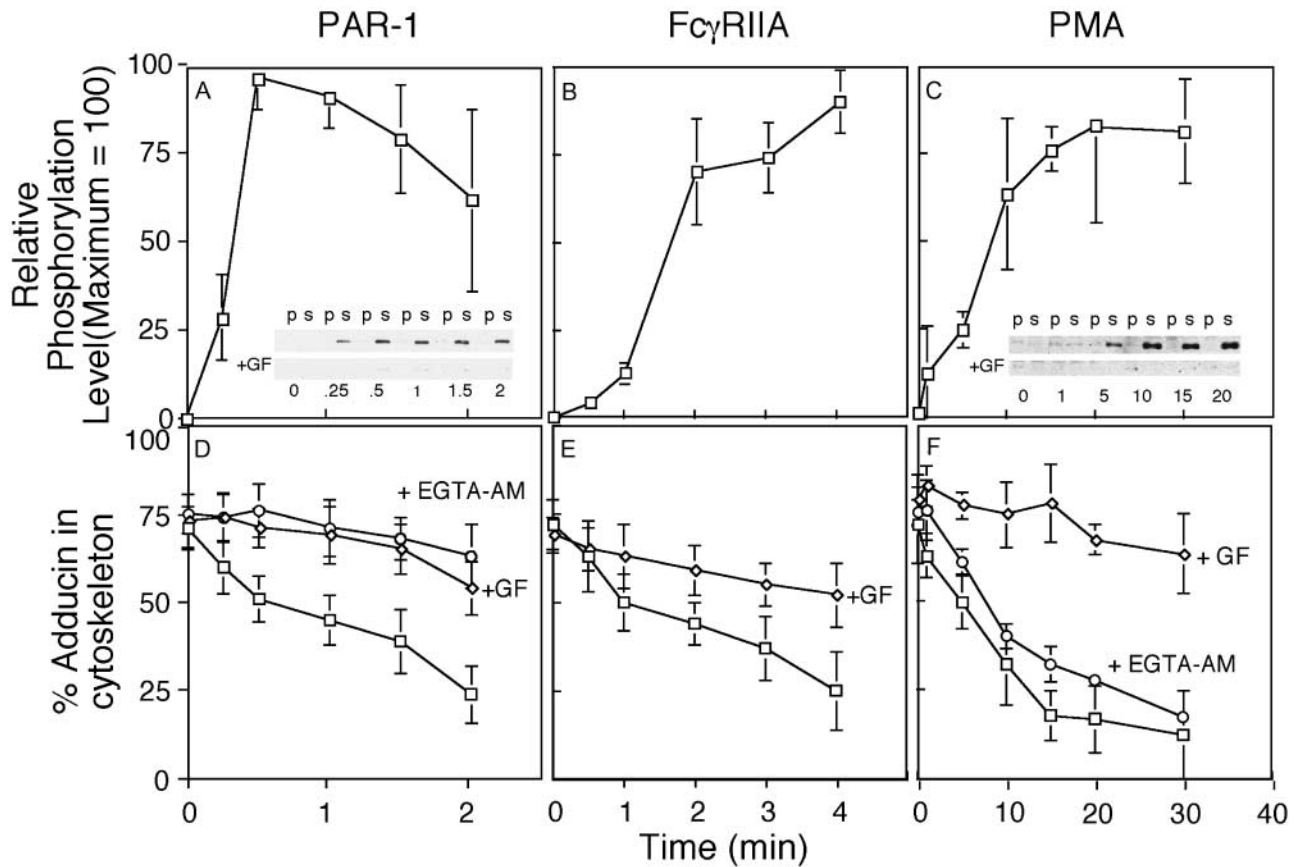 PAR-1
FcγRIIA
PMA
Relative
Phosphorylation
Level(Maximum = 100)
100
75
50
25
0
A
p s p s p s p s p s p s
+GF
0 .25 .5 1 1.5 2
B
C
p s p s p s p s p s p s
+GF
0 1 5 10 15 20
% Adducin in
cytoskeleton
100
75
50
25
0
D
+ EGTA-AM
+GF
E
+GF
F
+ GF
+ EGTA-AM
0 1 2
0 1 2 3 4
0 10 20 30 40
Time (min)